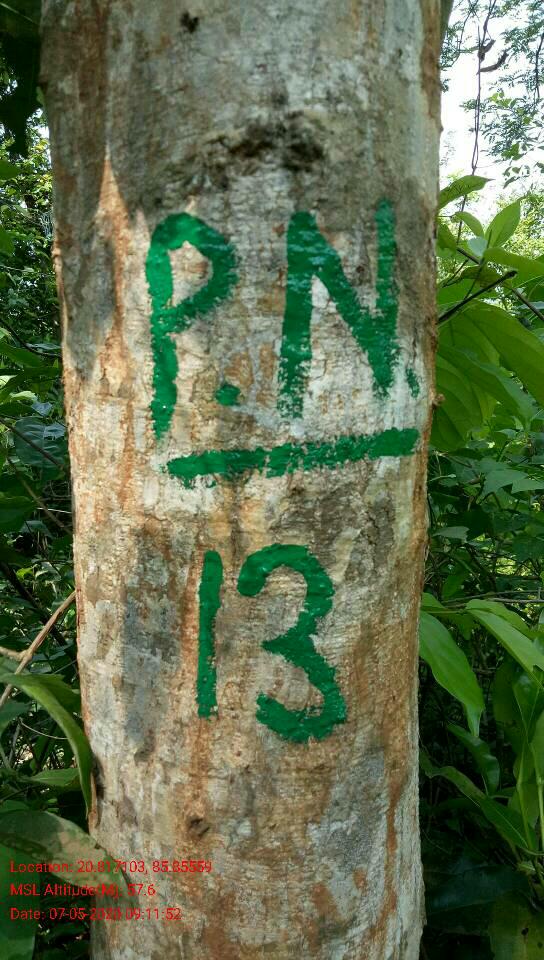 P.N.
13
Location: 20.817103, 85.85559
MSL Altitude(M): 57.6
Date: 07-05-2020 09:11:52